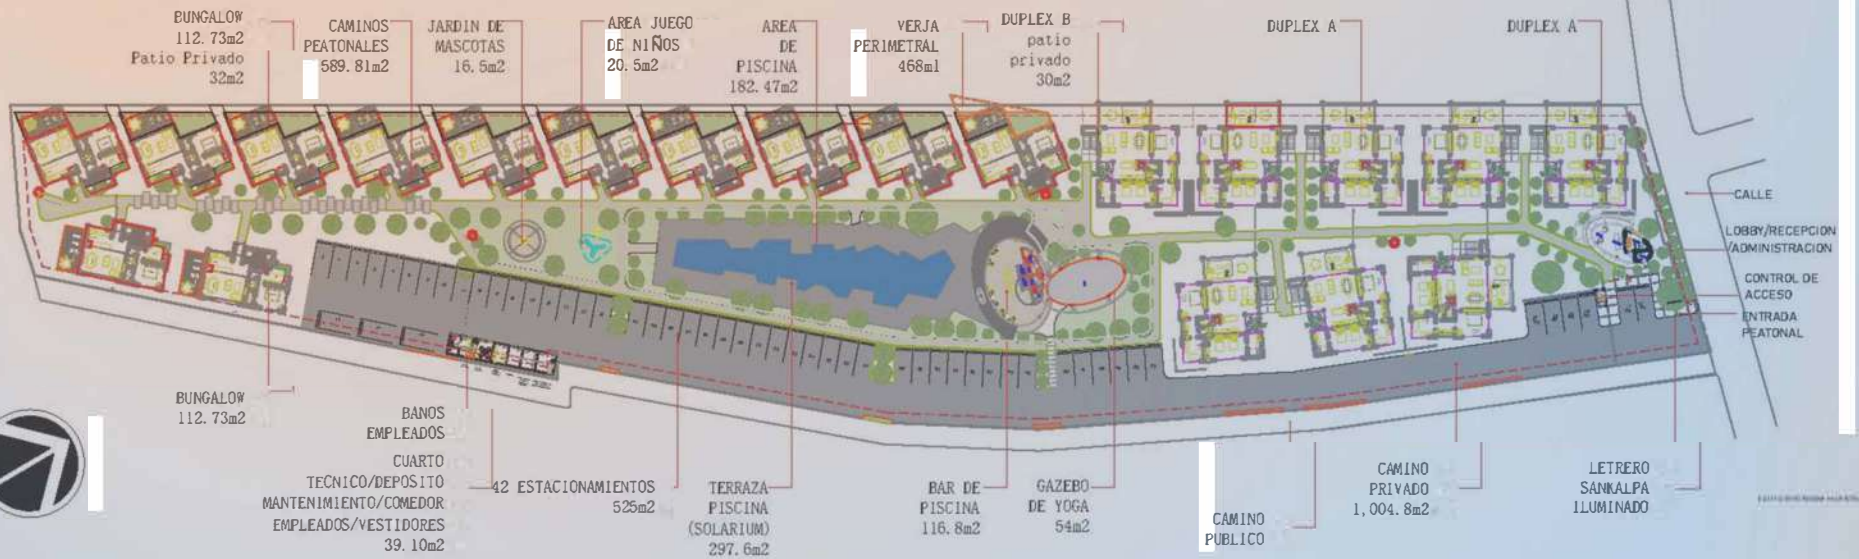 BUNGALOW
112.73m2
Patio Privado
32m2
CAMINOS
PEATONALES
589.81m2
JARDIN DE
MASCOTAS
16.5m2
AREA JUEGO
DE NIÑOS
20.5m2
AREA
DE
PISCINA
182.47m2
VERJA
PERIMETRAL
468ml
DUPLEX B
patio
privado
30m2
DUPLEX A
DUPLEX A
CALLE
LOBBY/RECEPCION
/ADMINISTRACION
CONTROL DE
ACCESO
ENTRADA
PEATONAL
BUNGALOW
112.73m2
BANOS
EMPLEADOS
CUARTO
TECNICO/DEPOSITO
MANTENIMIENTO/COMEDOR
EMPLEADOS/VESTIDORES
39.10m2
42 ESTACIONAMIENTOS
525m2
TERRAZA
PISCINA
(SOLARIUM)
297.6m2
BAR DE
PISCINA
116.8m2
GAZEBO
DE YOGA
54m2
CAMINO
PUBLICO
CAMINO
PRIVADO
1,004.8m2
LETRERO
SANKALPA
ILUMINADO